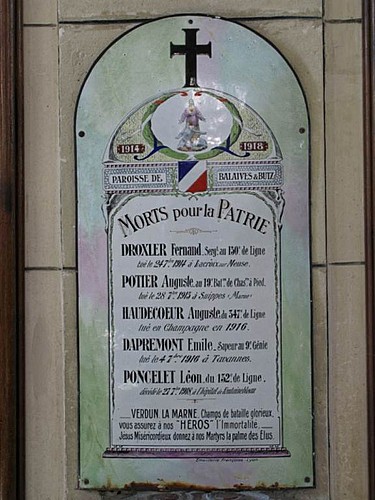 1914 1918
PAROISSE DE BALAIVES & BUTZ
MORTS pour la PATRIE
DROXLER Fernand. Sergt au 150e de Ligne
tué le 24 7bre 1914 à Lacroix sur Meuse.
POTIER Auguste. au 19e Batn de Chasrs à Pied.
tué le 28 7bre 1915 à Suippes (Marne)
HAUDECOEUR Auguste. du 347e de Ligne
tué en Champagne en 1916.
DAPREMONT Emile. Sapeur au 9e Génie
tué le 4 7bre 1916 à Tavannes.
PONCELET Léon. du 132e de Ligne.
décédé le 27 7bre 1918 à l'hôpital de Fontainebleau
VERDUN. LA MARNE. Champs de bataille glorieux,
vous assurez à nos "HEROS" l'Immortalité.
Jésus Miséricordieux donnez à nos Martyrs la palme des Elus.